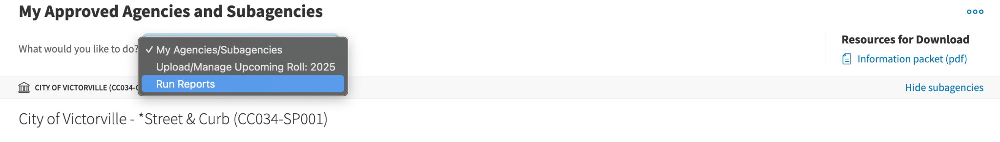 My Approved Agencies and Subagencies
What would you like to do?
✓ My Agencies/Subagencies
Upload/Manage Upcoming Roll: 2025
Run Reports
Resources for Download
Information packet (pdf)
CITY OF VICTORVILLE (CC034-
Hide subagencies
City of Victorville - *Street & Curb (CC034-SP001)